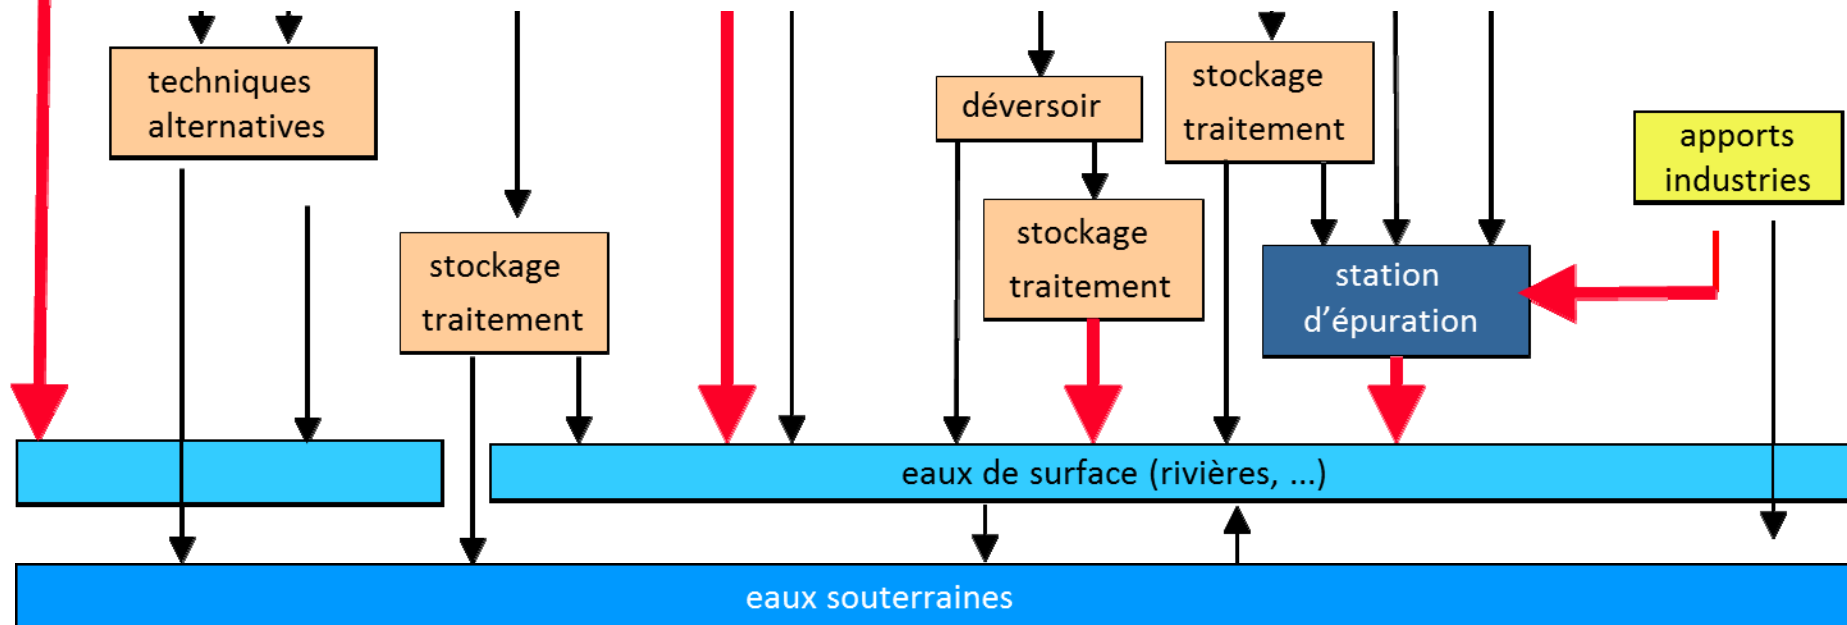 techniques
alternatives
stockage
traitement
déversoir
stockage
traitement
stockage
traitement
station
d’épuration
apports
industries
eaux de surface (rivières, ...)
eaux souterraines